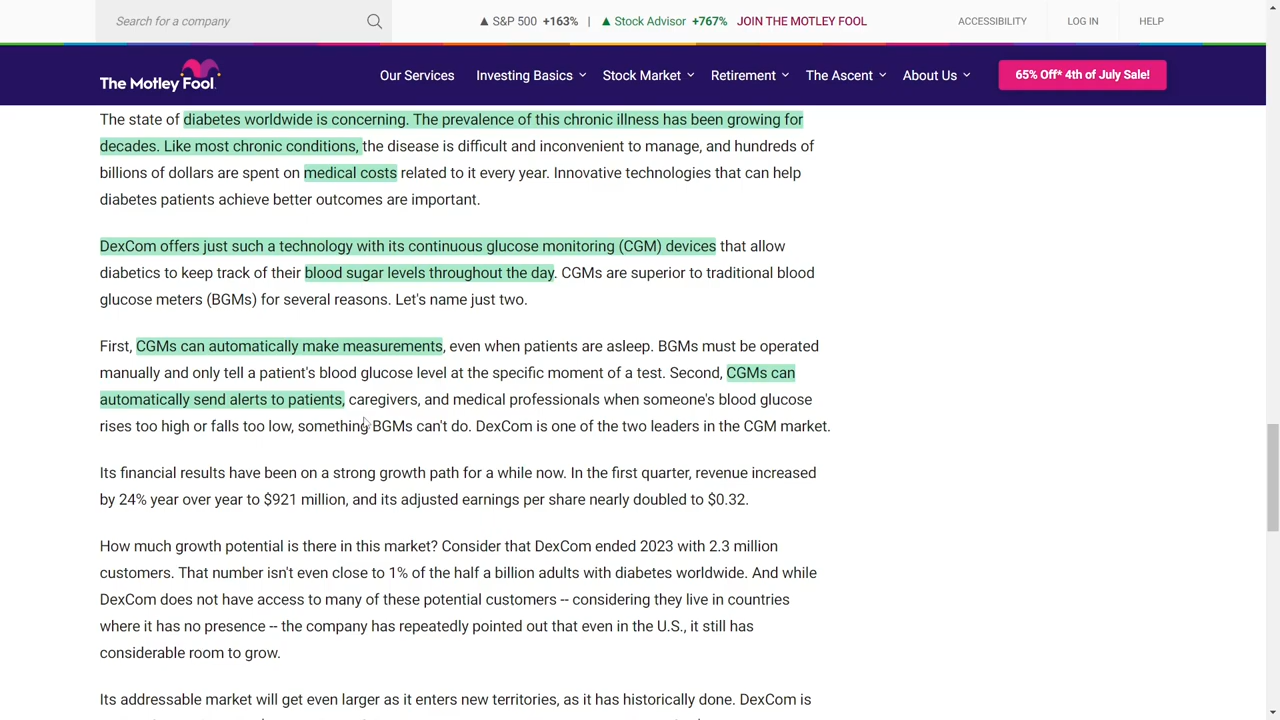 Search for a company
▲ S&P 500 +163% | ▲ Stock Advisor +767% JOIN THE MOTLEY FOOL
ACCESSIBILITY LOG IN HELP
The Motley Fool
Our Services Investing Basics Stock Market Retirement The Ascent About Us
65% Off* 4th of July Sale!
The state of diabetes worldwide is concerning. The prevalence of this chronic illness has been growing for
decades. Like most chronic conditions, the disease is difficult and inconvenient to manage, and hundreds of
billions of dollars are spent on medical costs related to it every year. Innovative technologies that can help
diabetes patients achieve better outcomes are important.
DexCom offers just such a technology with its continuous glucose monitoring (CGM) devices that allow
diabetics to keep track of their blood sugar levels throughout the day. CGMs are superior to traditional blood
glucose meters (BGMs) for several reasons. Let's name just two.
First, CGMs can automatically make measurements, even when patients are asleep. BGMs must be operated
manually and only tell a patient's blood glucose level at the specific moment of a test. Second, CGMs can
automatically send alerts to patients, caregivers, and medical professionals when someone's blood glucose
rises too high or falls too low, something BGMs can't do. DexCom is one of the two leaders in the CGM market.
Its financial results have been on a strong growth path for a while now. In the first quarter, revenue increased
by 24% year over year to $921 million, and its adjusted earnings per share nearly doubled to $0.32.
How much growth potential is there in this market? Consider that DexCom ended 2023 with 2.3 million
customers. That number isn't even close to 1% of the half a billion adults with diabetes worldwide. And while
DexCom does not have access to many of these potential customers -- considering they live in countries
where it has no presence -- the company has repeatedly pointed out that even in the U.S., it still has
considerable room to grow.
Its addressable market will get even larger as it enters new territories, as it has historically done. DexCom is